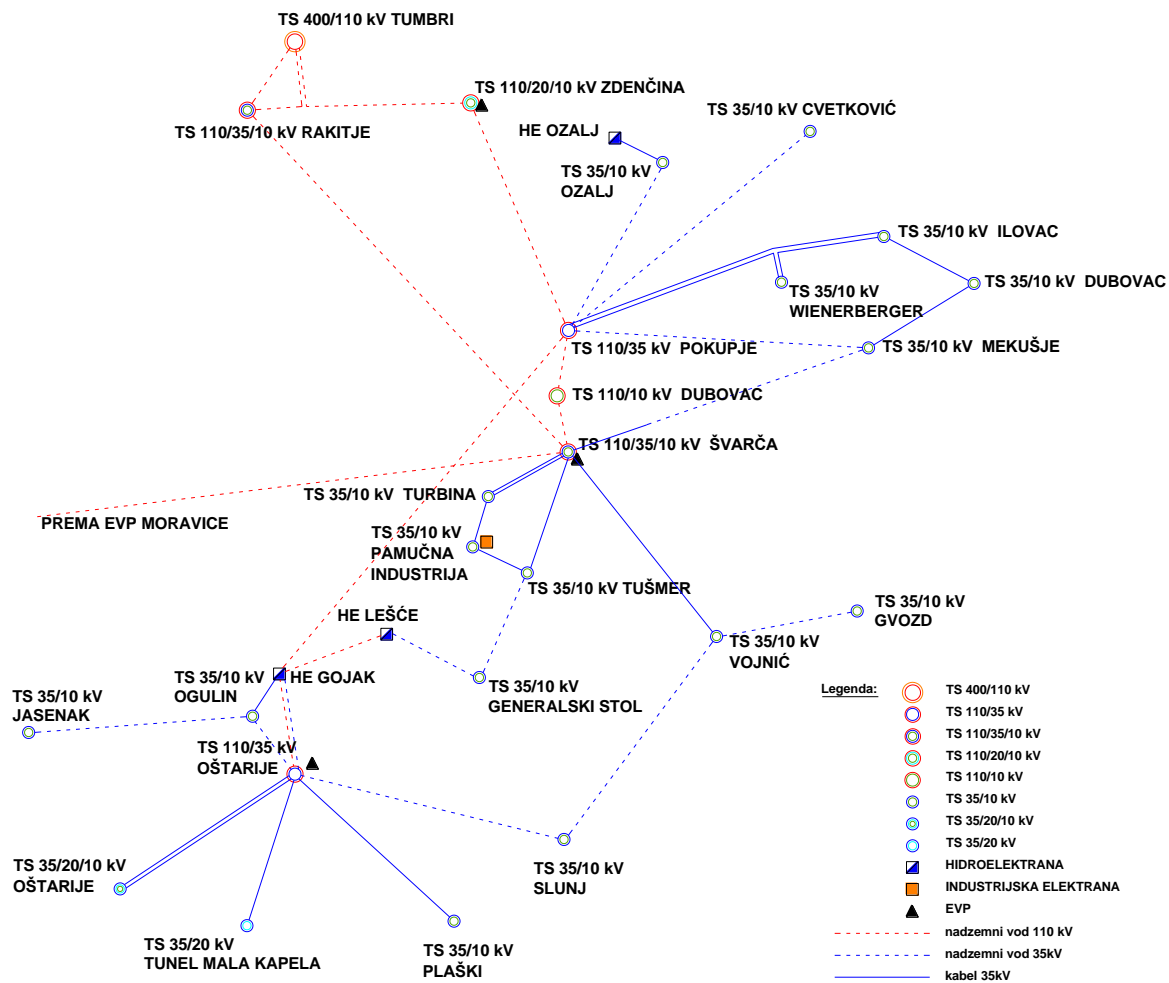 TS 400/110 kV TUMBRI
TS 110/20/10 kV ZDENČINA
TS 35/10 kV CVETKOVIĆ
TS 110/35/10 kV RAKITJE
HE OZALJ
TS 35/10 kV
OZALJ
TS 35/10 kV ILOVAC
TS 35/10 kV DUBOVAC
TS 35/10 kV
WIENERBERGER
TS 110/35 kV POKUPJE
TS 35/10 kV MEKUŠJE
TS 110/10 kV DUBOVAC
TS 110/35/10 kV ŠVARČA
TS 35/10 kV TURBINA
PREMA EVP MORAVICE
TS 35/10 kV
PAMUČNA
INDUSTRIJA
TS 35/10 kV TUŠMER
TS 35/10 kV
GVOZD
HE LEŠĆE
TS 35/10 kV
VOJNIĆ
TS 35/10 kV
OGULIN
HE GOJAK
TS 35/10 kV
GENERALSKI STOL
TS 35/10 kV
JASENAK
TS 110/35 kV
OŠTARIJE
TS 35/20/10 kV
OŠTARIJE
TS 35/10 kV
SLUNJ
TS 35/20 kV
TUNEL MALA KAPELA
TS 35/10 kV
PLAŠKI
Legenda:
TS 400/110 kV
TS 110/35 kV
TS 110/35/10 kV
TS 110/20/10 kV
TS 110/10 kV
TS 35/10 kV
TS 35/20/10 kV
TS 35/20 kV
HIDROELEKTRANA
INDUSTRIJSKA ELEKTRANA
EVP
nadzemni vod 110 kV
nadzemni vod 35kV
kabel 35kV